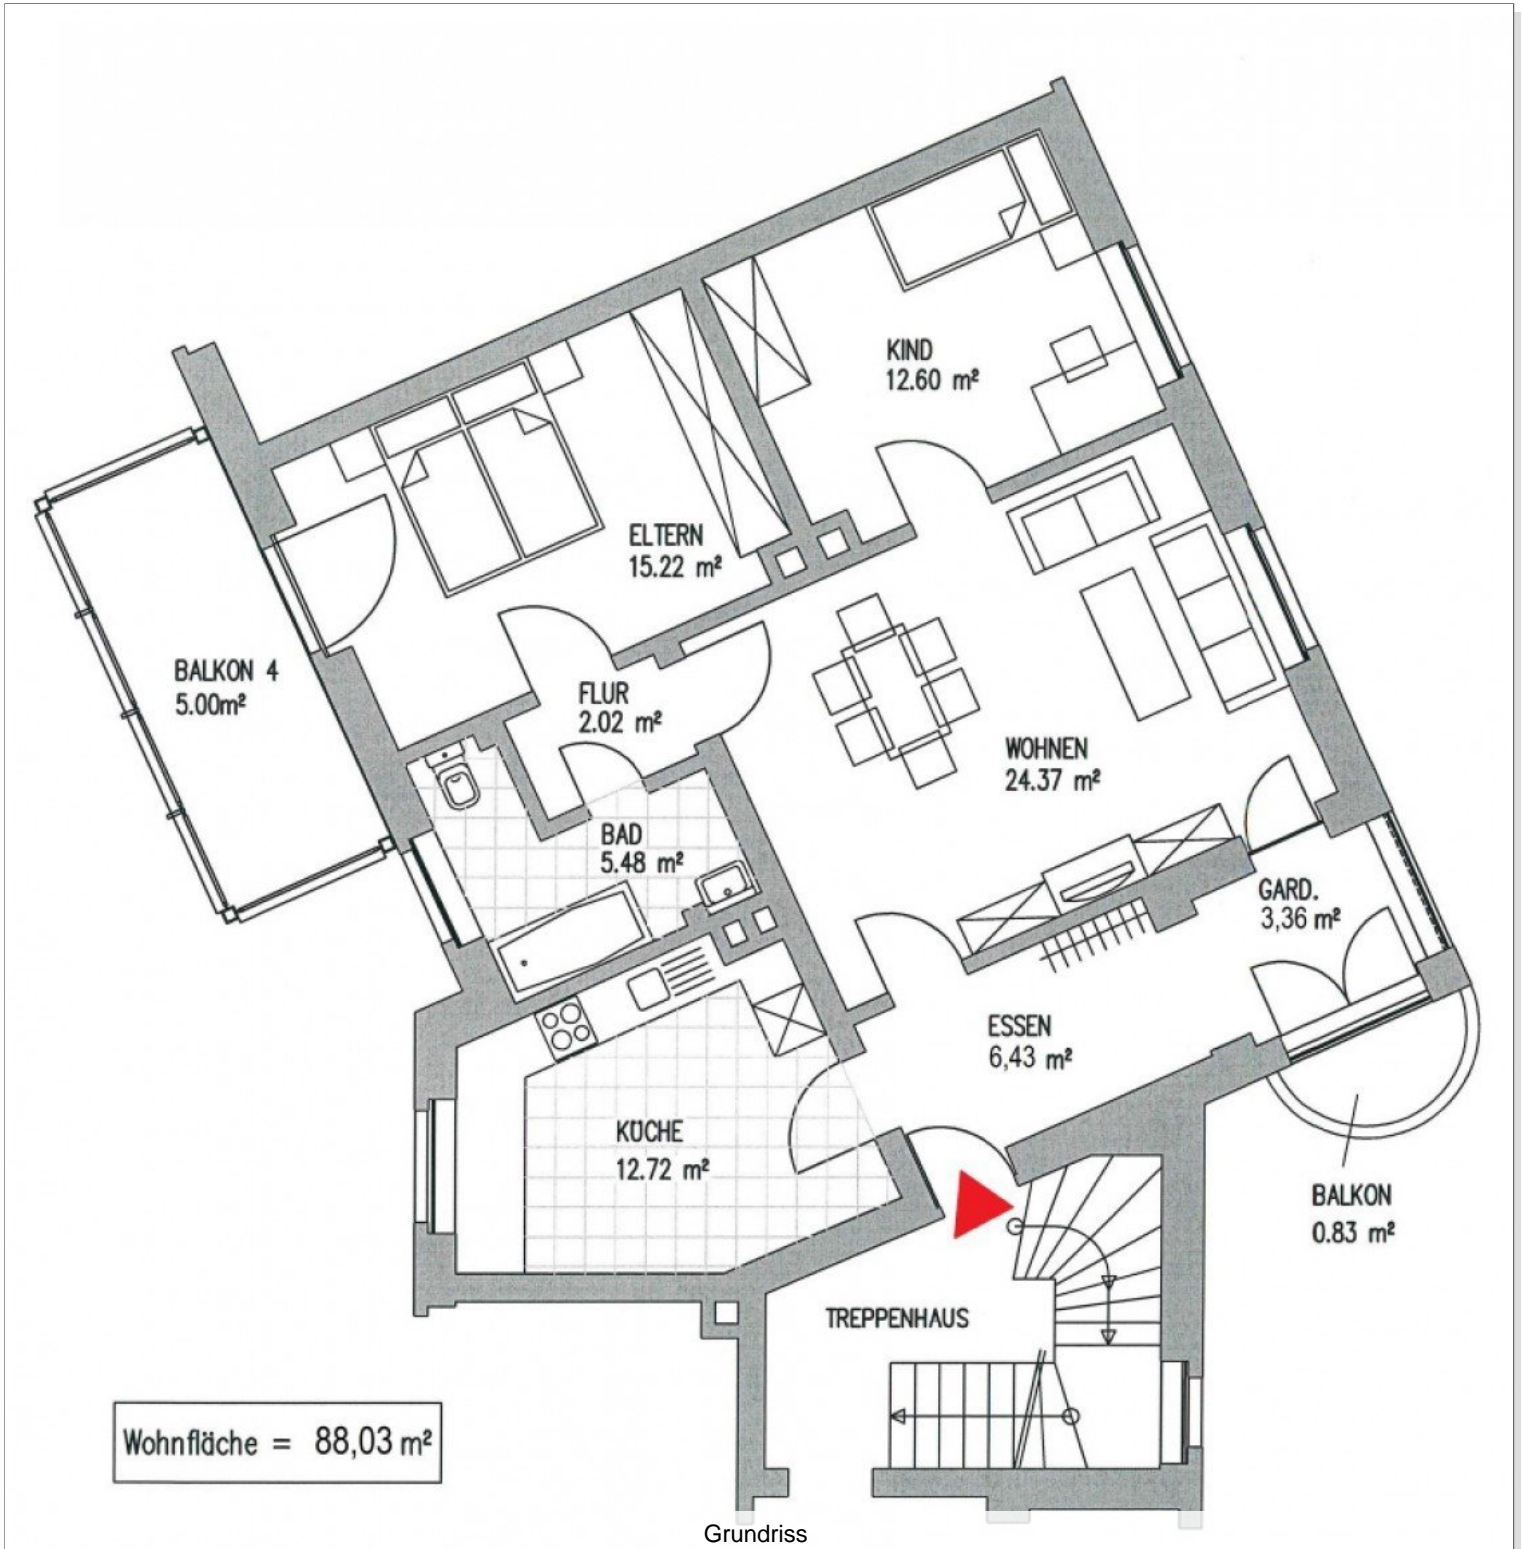 KIND
12.60 m²
ELTERN
15.22 m²
BALKON 4
5.00m²
FLUR
2.02 m²
WOHNEN
24.37 m²
BAD
5.48 m²
GARD.
3,36 m²
ESSEN
6,43 m²
KÜCHE
12.72 m²
BALKON
0.83 m²
TREPPENHAUS
Wohnfläche = 88,03 m²
Grundriss